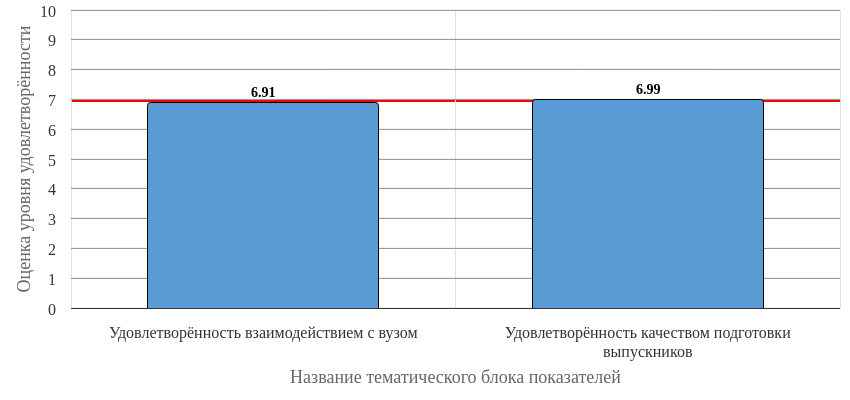 Оценка уровня удовлетворённости
10
9
8
7
6
5
4
3
2
1
0
6.91
6.99
Удовлетворённость взаимодействием с вузом
Удовлетворённость качеством подготовки
выпускников
Название тематического блока показателей